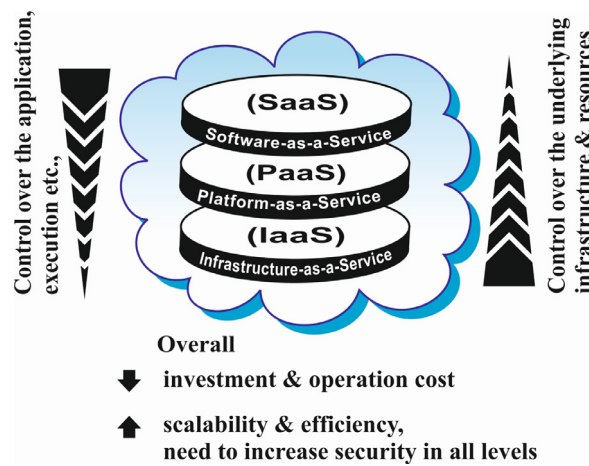 Control over the application,
execution etc.,
(SaaS)
Software-as-a-Service
(PaaS)
Platform-as-a-Service
(IaaS)
Infrastructure-as-a-Service
Control over the underlying
infrastructure & resources
Overall
investment & operation cost
scalability & efficiency,
need to increase security in all levels